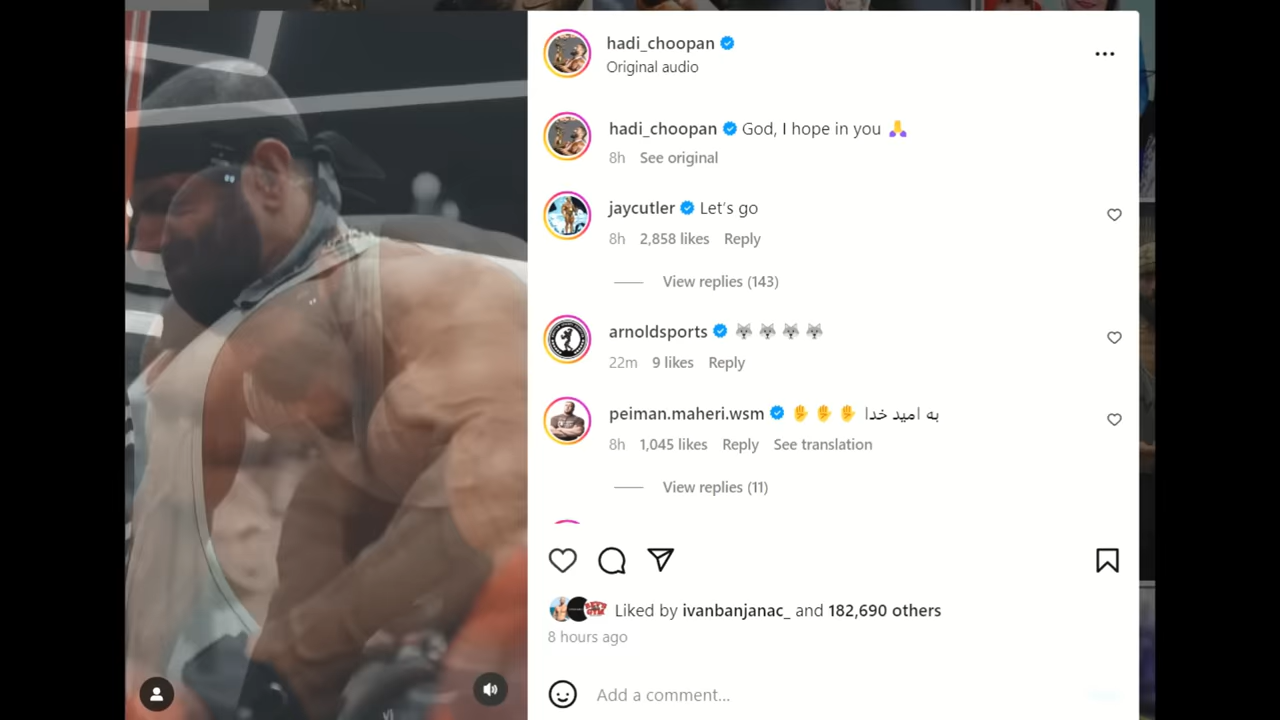 hadi_choopan
Original audio
hadi_choopan God, I hope in you 🙏
8h See original
jaycutler Let's go
8h 2,858 likes Reply
View replies (143)
arnoldsports 🐺 🐺 🐺 🐺
22m 9 likes Reply
peiman.maheri.wsm ✋ ✋ ✋ به امید خدا
8h 1,045 likes Reply See translation
View replies (11)
Liked by ivanbanjanac_ and 182,690 others
8 hours ago
Add a comment...